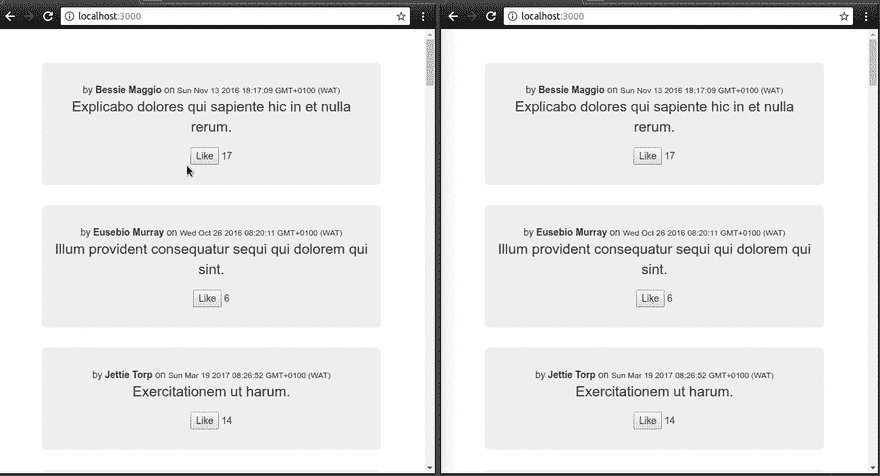 localhost:3000
by Bessie Maggio on Sun Nov 13 2016 18:17:09 GMT+0100 (WAT)
Explicabo dolores qui sapiente hic in et nulla
rerum.
Like 17
by Eusebio Murray on Wed Oct 26 2016 08:20:11 GMT+0100 (WAT)
Illum provident consequatur sequi qui dolorem qui
sint.
Like 6
by Jettie Torp on Sun Mar 19 2017 08:26:52 GMT+0100 (WAT)
Exercitationem ut harum.
Like 14
localhost:3000
by Bessie Maggio on Sun Nov 13 2016 18:17:09 GMT+0100 (WAT)
Explicabo dolores qui sapiente hic in et nulla
rerum.
Like 17
by Eusebio Murray on Wed Oct 26 2016 08:20:11 GMT+0100 (WAT)
Illum provident consequatur sequi qui dolorem qui
sint.
Like 6
by Jettie Torp on Sun Mar 19 2017 08:26:52 GMT+0100 (WAT)
Exercitationem ut harum.
Like 14